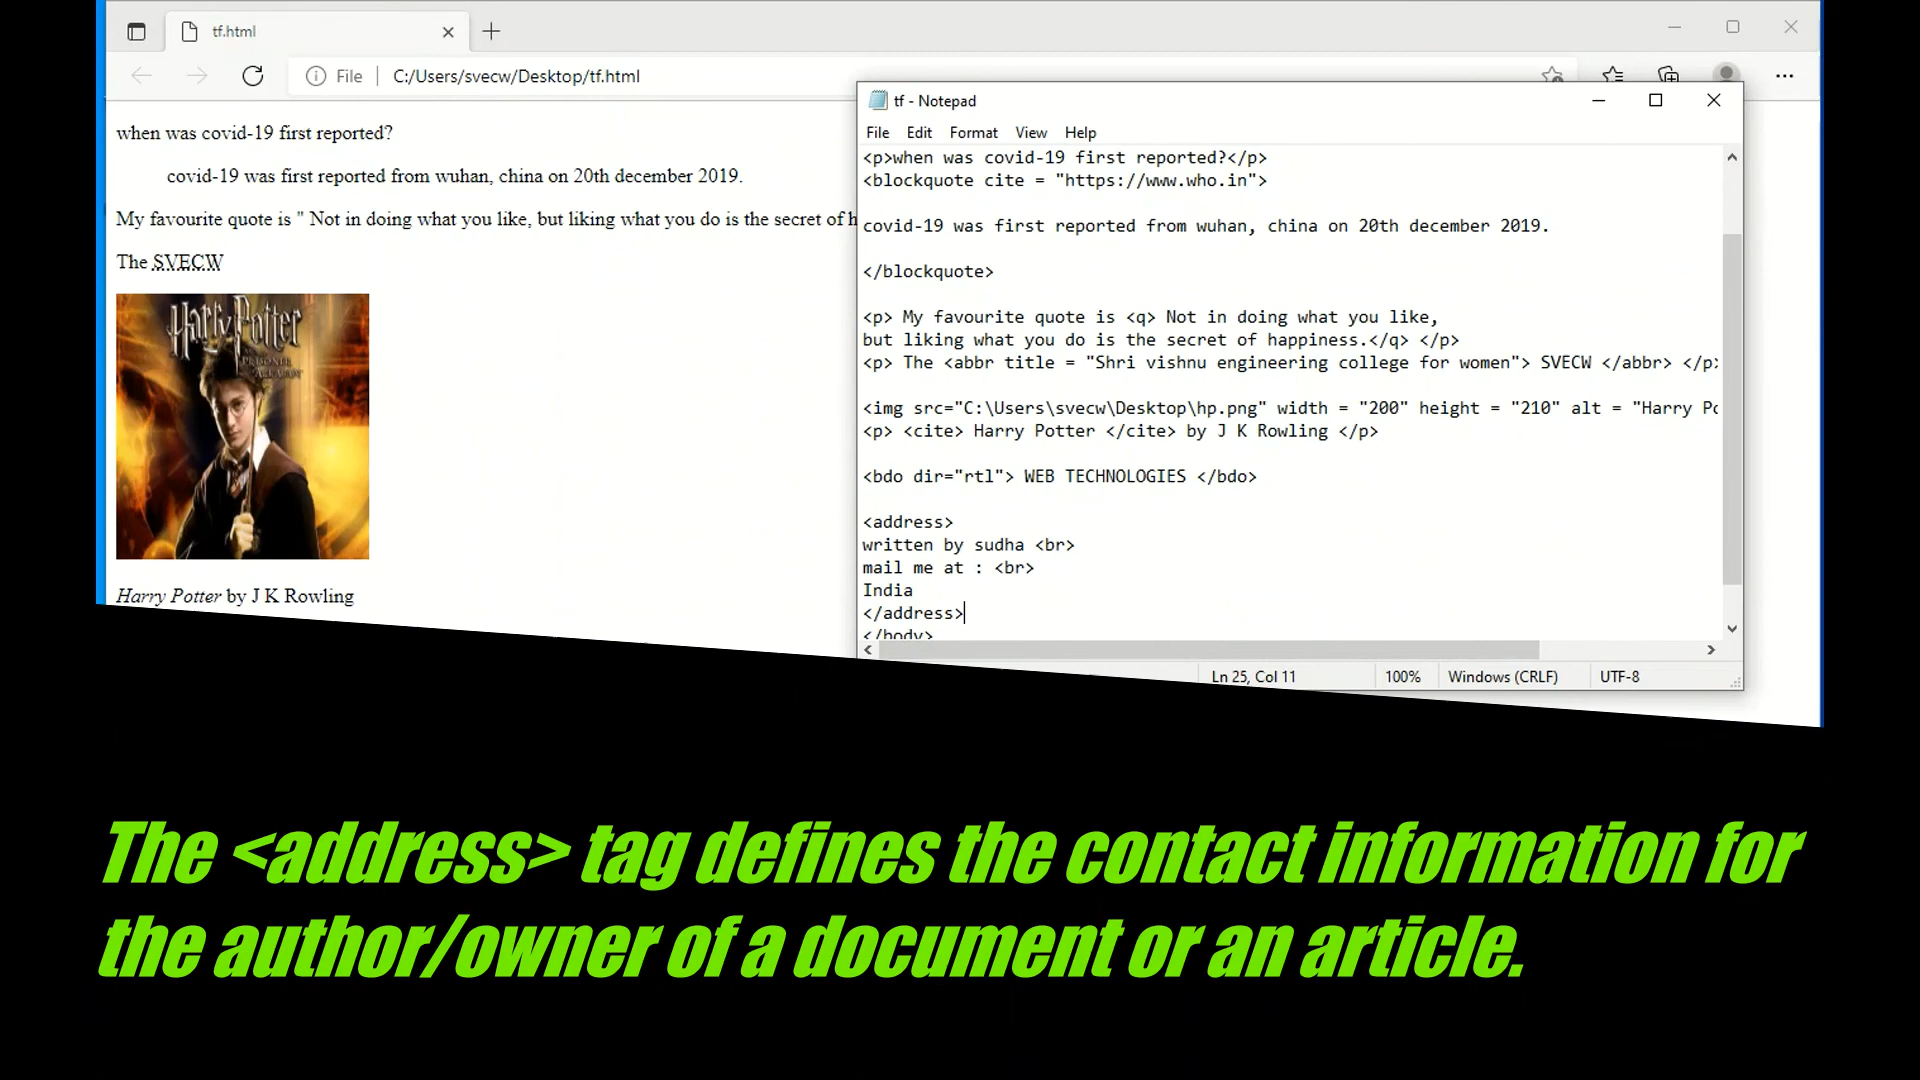 tf.html
File
C:/Users/svecw/Desktop/tf.html
when was covid-19 first reported?
covid-19 was first reported from wuhan, china on 20th december 2019.
My favourite quote is " Not in doing what you like, but liking what you do is the secret of h
The SVECW
Harry Potter
Harry Potter by J K Rowling
tf - Notepad
File Edit Format View Help
<p>when was covid-19 first reported?</p>
<blockquote cite = "https://www.who.in">
covid-19 was first reported from wuhan, china on 20th december 2019.
</blockquote>
<p> My favourite quote is <q> Not in doing what you like,
but liking what you do is the secret of happiness.</q> </p>
<p> The <abbr title = "Shri vishnu engineering college for women"> SVECW </abbr> </p>
<img src="C:\Users\svecw\Desktop\hp.png" width = "200" height = "210" alt = "Harry Po
<p> <cite> Harry Potter </cite> by J K Rowling </p>
<bdo dir="rtl"> WEB TECHNOLOGIES </bdo>
<address>
written by sudha <br>
mail me at : <br>
India
</address>
</body>
Ln 25, Col 11
100%
Windows (CRLF)
UTF-8
The <address> tag defines the contact information for
the author/owner of a document or an article.